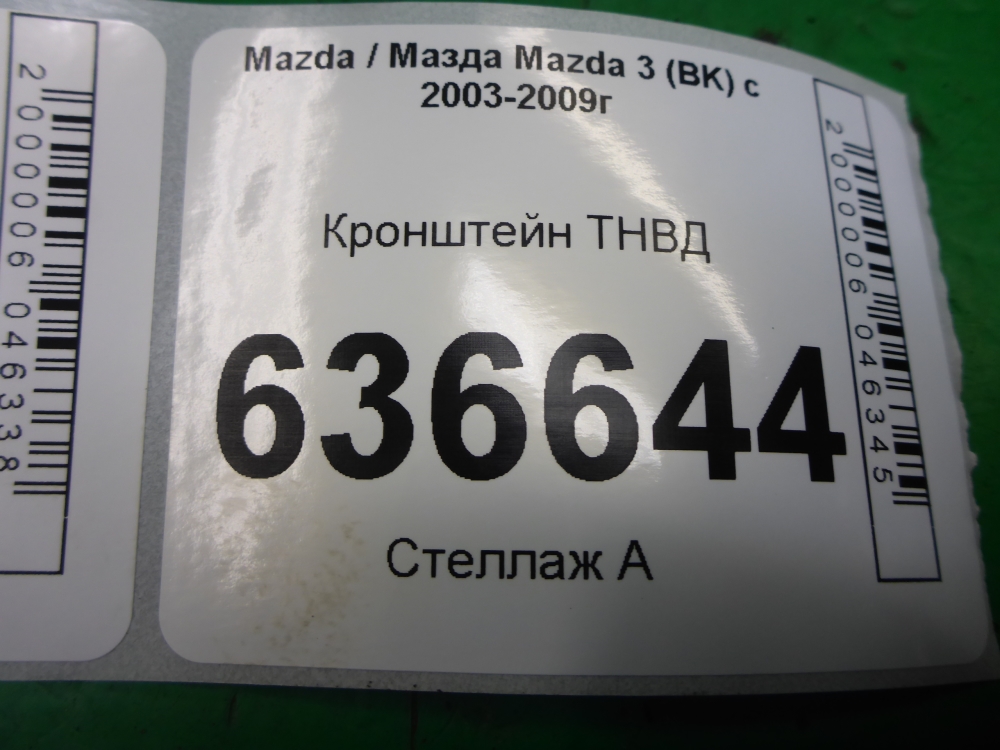 Mazda / Мазда Mazda 3 (BK) с
2003-2009г
Кронштейн ТНВД
636644
Стеллаж А
2000006046345
2000006046338